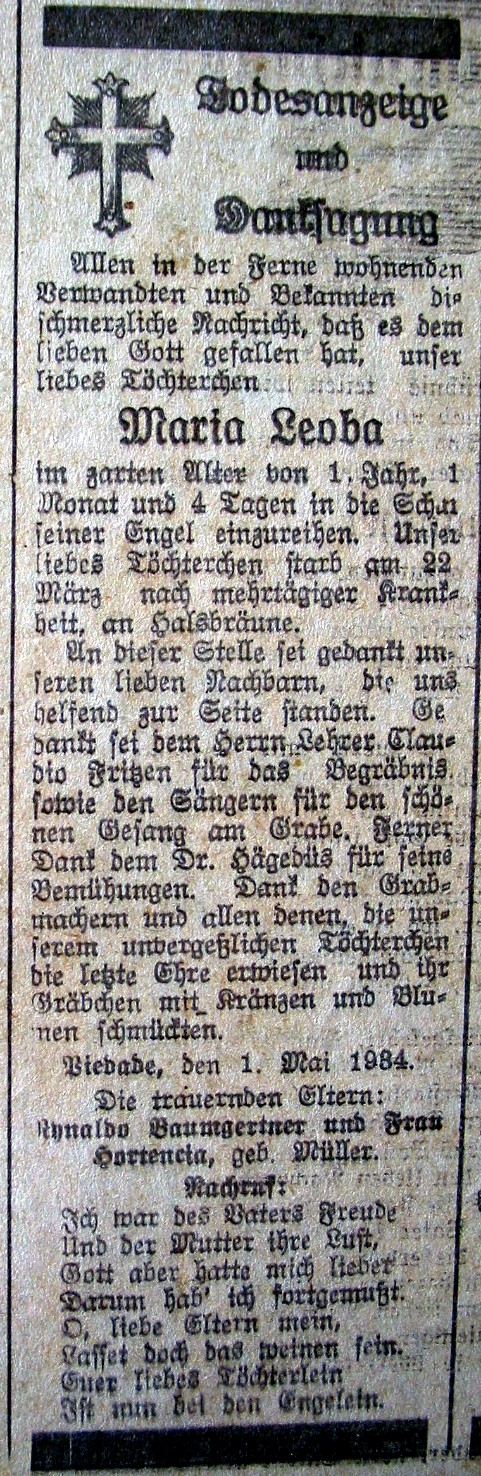 Todesanzeige
und
Danksagung
Allen in der Ferne wohnenden
Verwandten und Bekannten die
schmerzliche Nachricht, daß es dem
lieben Gott gefallen hat, unser
liebes Töchterchen
Maria Leoba
im zarten Alter von 1 Jahr, 1
Monat und 4 Tagen in die Schar
seiner Engel einzureihen. Unser
liebes Töchterchen starb am 22
März nach mehrtägiger Krank-
heit, an Halsbräune.
An dieser Stelle sei gedankt un-
seren lieben Nachbarn, die uns
helfend zur Seite standen. Ge
dankt sei dem Herrn Lehrer Clau-
dio Fritzen für das Begräbnis
sowie den Sängern für den schö-
nen Gesang am Grabe. Ferner
Dank dem Dr. Hägedüs für seine
Bemühungen. Dank den Grab-
machern und allen denen, die un-
serem unvergeßlichen Töchterchen
die letzte Ehre erwiesen und ihr
Gräbchen mit Kränzen und Blu-
men schmückten.
Piedade, den 1. Mai 1934.
Die trauernden Eltern:
Rynaldo Baumgertner und Frau
Hortencia, geb. Müller.
Nachruf:
Ich war des Vaters Freude
Und der Mutter ihre Lust,
Gott aber hatte mich lieber
Darum hab' ich fortgemußt.
O, liebe Eltern mein,
Lasset doch das weinen sein.
Euer liebes Töchterlein
Ist nun bei den Engelein.